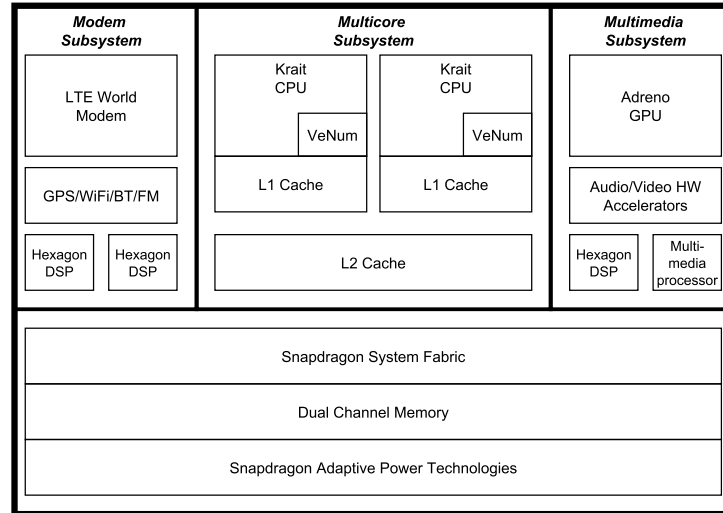 Modem
Subsystem
LTE World
Modem
GPS/WiFi/BT/FM
Hexagon
DSP
Hexagon
DSP
Multicore
Subsystem
Krait
CPU
VeNum
L1 Cache
Krait
CPU
VeNum
L1 Cache
L2 Cache
Multimedia
Subsystem
Adreno
GPU
Audio/Video HW
Accelerators
Hexagon
DSP
Multi-
media
processor
Snapdragon System Fabric
Dual Channel Memory
Snapdragon Adaptive Power Technologies